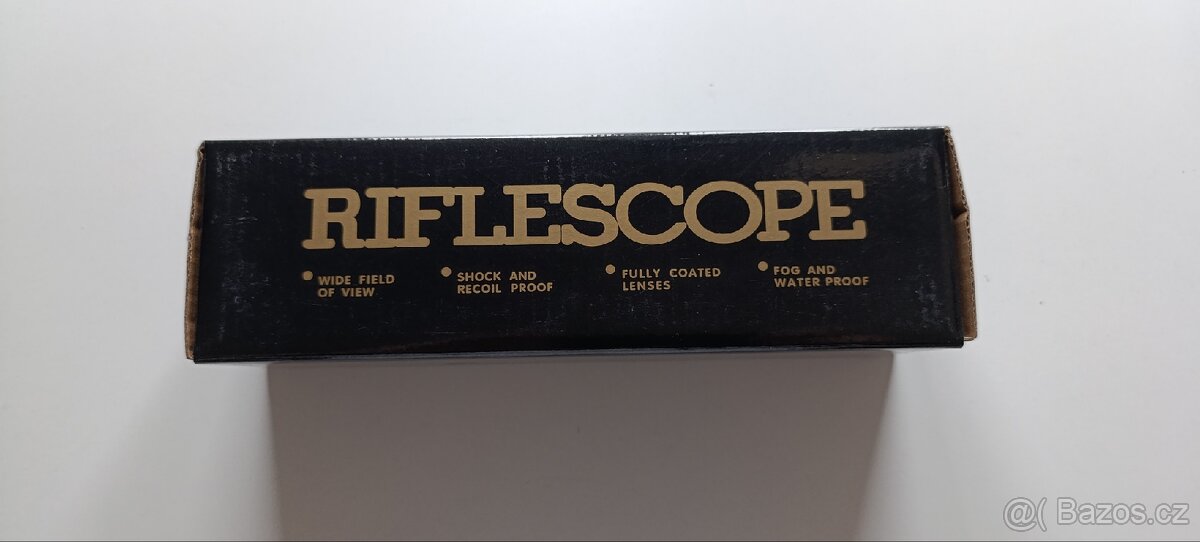 RIFLESCOPE
• WIDE FIELD
OF VIEW
• SHOCK AND
RECOIL PROOF
• FULLY COATED
LENSES
• FOG AND
WATER PROOF
@( Bazos.cz